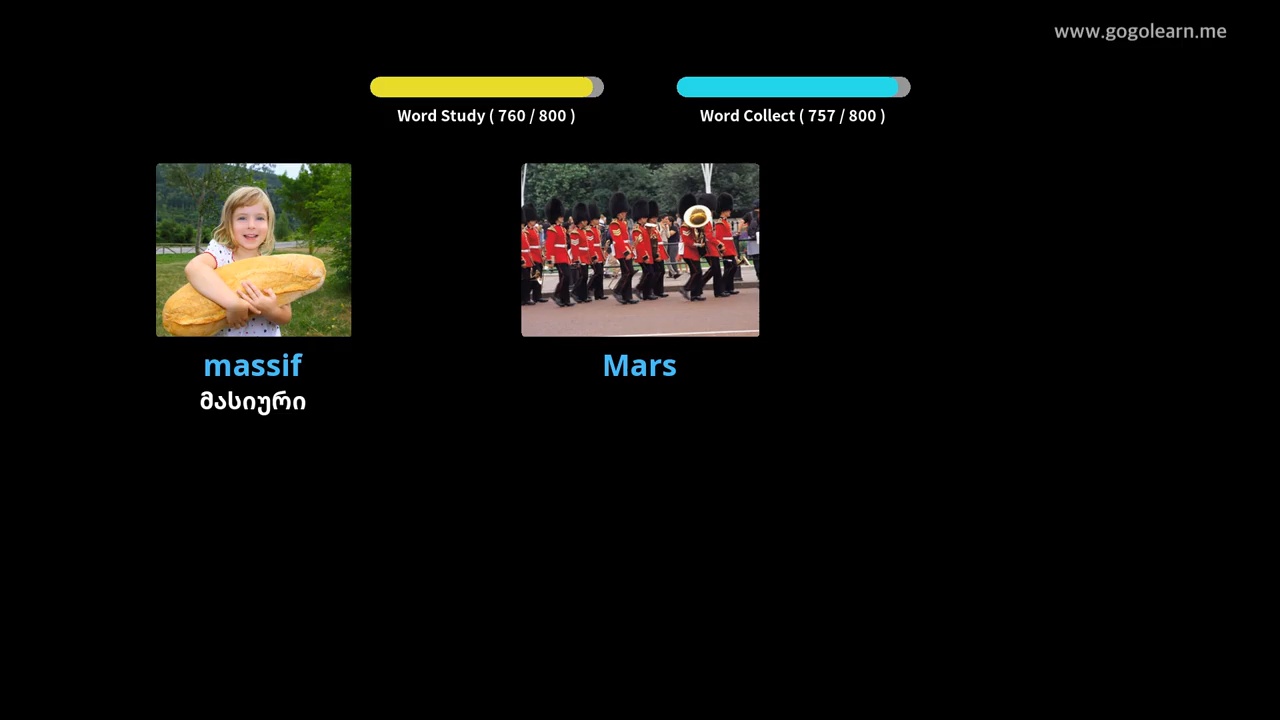 www.gogolearn.me
Word Study ( 760 / 800 )
Word Collect ( 757 / 800 )
massif
Mars
მასიური